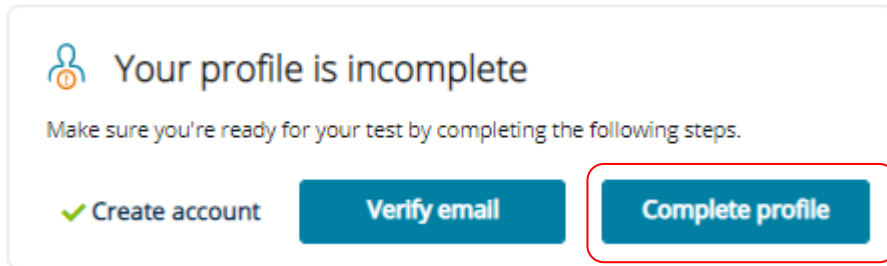 Your profile is incomplete
Make sure you're ready for your test by completing the following steps.
Create account Verify email Complete profile